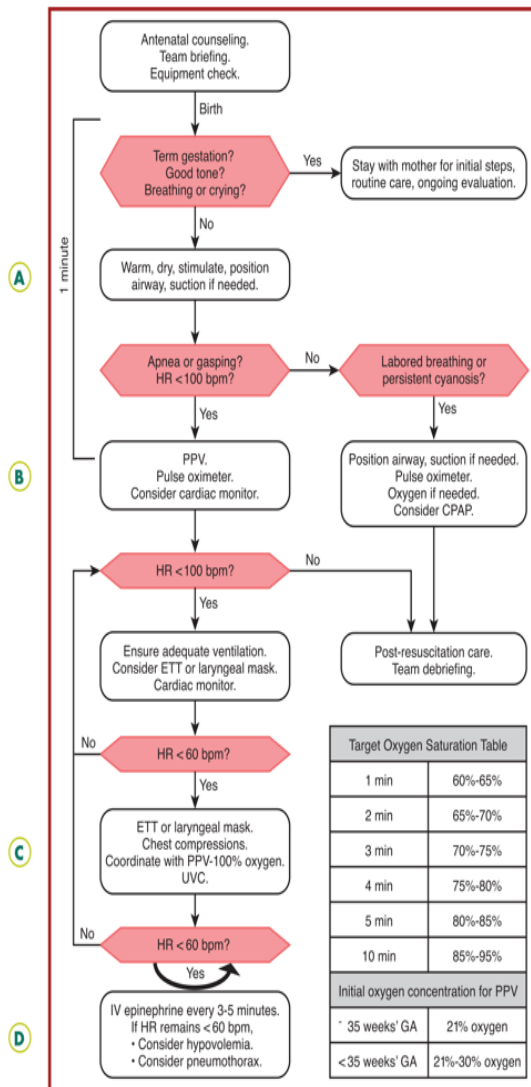 Antenatal counseling.
Team briefing.
Equipment check.
Birth
1 minute
Term gestation?
Good tone?
Breathing or crying?
Yes
Stay with mother for initial steps,
routine care, ongoing evaluation.
No
A
Warm, dry, stimulate, position
airway, suction if needed.
Apnea or gasping?
HR <100 bpm?
No
Labored breathing or
persistent cyanosis?
Yes
Yes
B
PPV.
Pulse oximeter.
Consider cardiac monitor.
Position airway, suction if needed.
Pulse oximeter.
Oxygen if needed.
Consider CPAP.
HR <100 bpm?
No
Yes
Ensure adequate ventilation.
Consider ETT or laryngeal mask.
Cardiac monitor.
Post-resuscitation care.
Team debriefing.
No
HR <60 bpm?
Yes
C
ETT or laryngeal mask.
Chest compressions.
Coordinate with PPV-100% oxygen.
UVC.
No
HR <60 bpm?
Yes
D
IV epinephrine every 3-5 minutes.
If HR remains <60 bpm,
• Consider hypovolemia.
• Consider pneumothorax.
Target Oxygen Saturation Table
1 min 60%-65%
2 min 65%-70%
3 min 70%-75%
4 min 75%-80%
5 min 80%-85%
10 min 85%-95%
Initial oxygen concentration for PPV
- 35 weeks' GA 21% oxygen
<35 weeks' GA 21%-30% oxygen